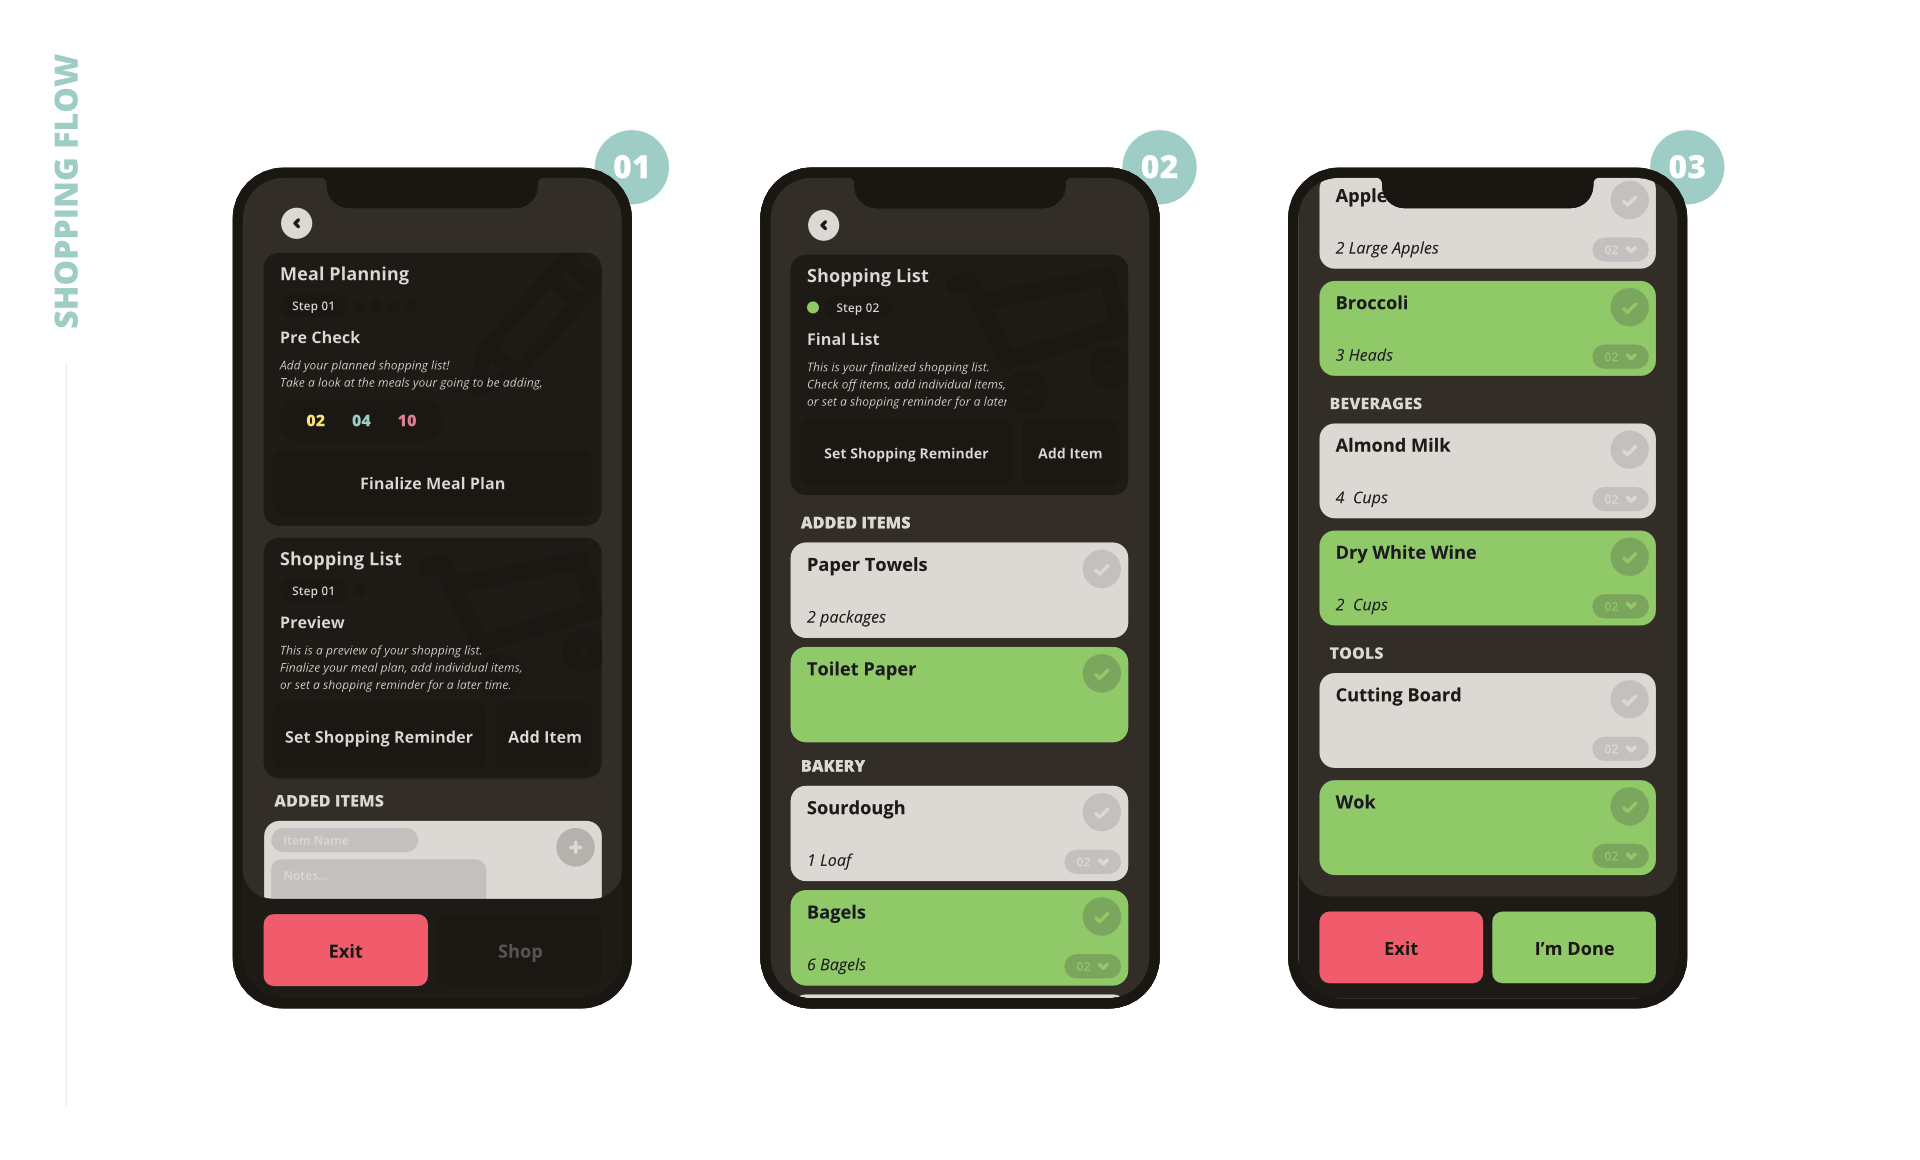 SHOPPING FLOW
01
Meal Planning
Step 01
Pre Check
Add your planned shopping list!
Take a look at the meals your going to be adding,
02 04 10
Finalize Meal Plan
Shopping List
Step 01
Preview
This is a preview of your shopping list.
Finalize your meal plan, add individual items,
or set a shopping reminder for a later time.
Set Shopping Reminder
Add Item
ADDED ITEMS
Item Name
Notes...
Exit
Shop
02
Shopping List
Step 02
Final List
This is your finalized shopping list.
Check off items, add individual items,
or set a shopping reminder for a later
Set Shopping Reminder
Add Item
ADDED ITEMS
Paper Towels
2 packages
Toilet Paper
BAKERY
Sourdough
1 Loaf
02
Bagels
6 Bagels
02
03
Apple
2 Large Apples
02
Broccoli
3 Heads
02
BEVERAGES
Almond Milk
4 Cups
02
Dry White Wine
2 Cups
02
TOOLS
Cutting Board
02
Wok
02
Exit
I'm Done